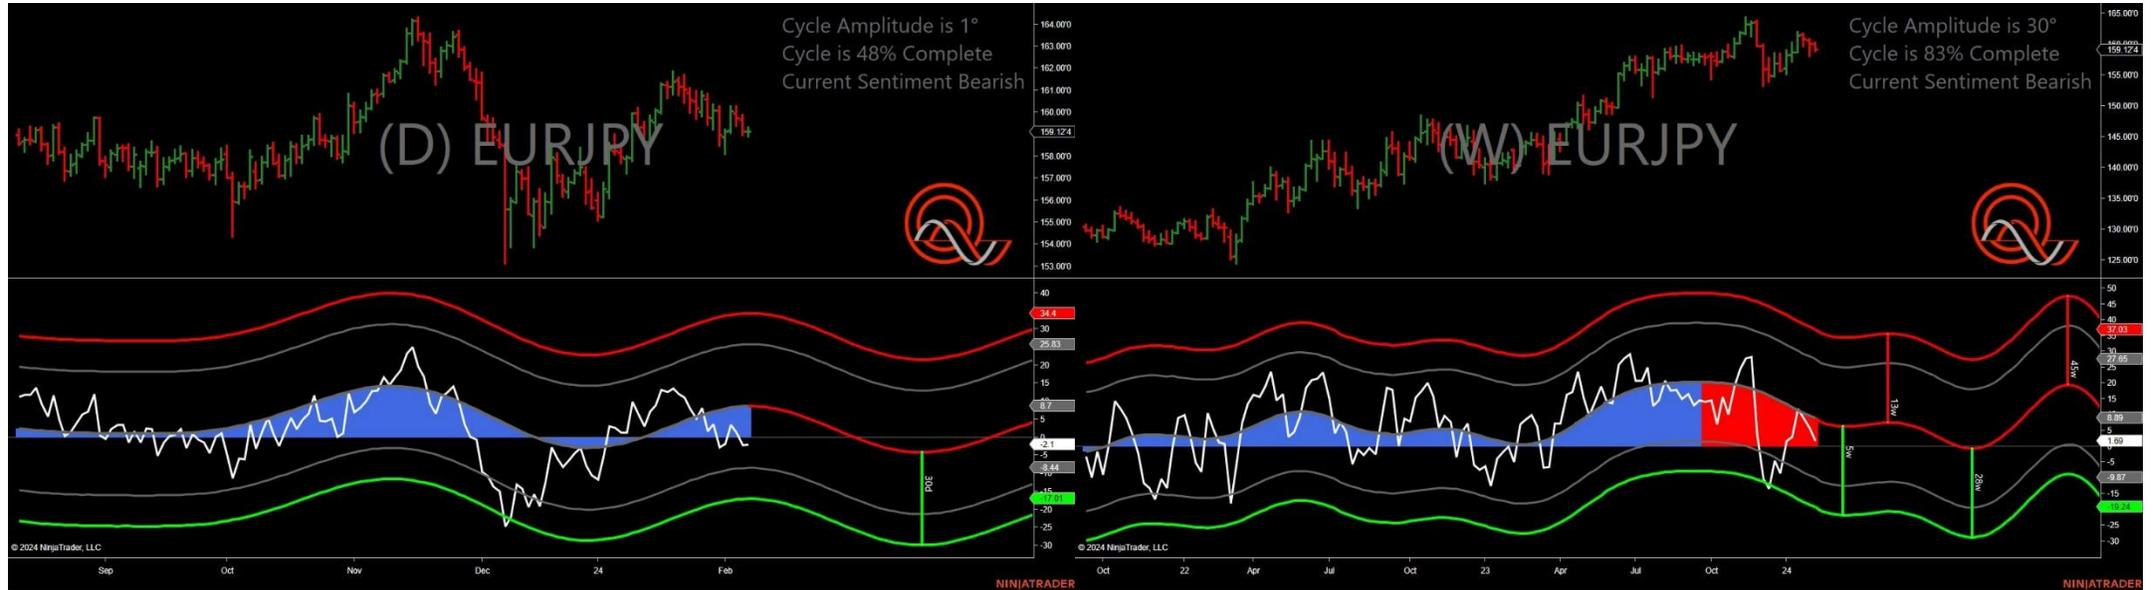 Cycle Amplitude is 1°
Cycle is 48% Complete
Current Sentiment Bearish
(D) EURJPY
164.00'0
163.00'0
162.00'0
161.00'0
160.00'0
159.12'4
158.00'0
157.00'0
156.00'0
155.00'0
154.00'0
153.00'0
40
34.4
30
25.83
20
15
8.7
5
-2.1
-5
-8.44
-17.01
-20
-25
-30
30d
© 2024 NinjaTrader, LLC
Sep Oct Nov Dec 24 Feb
NINJATRADER
Cycle Amplitude is 30°
Cycle is 83% Complete
Current Sentiment Bearish
(W) EURJPY
165.00'0
159.12'4
155.00'0
150.00'0
145.00'0
140.00'0
135.00'0
130.00'0
125.00'0
50
45
40
37.03
30
27.65
20
15
8.89
5
1.69
-5
-9.87
-15
-19.24
-25
-30
5w
13w
28w
45w
© 2024 NinjaTrader, LLC
Oct 22 Apr Jul Oct 23 Apr Jul Oct 24
NINJATRADER